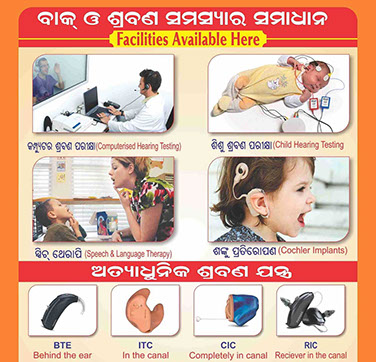 ବାକ୍ ଓ ଶ୍ରବଣ ସମସ୍ୟାର ସମାଧାନ
Facilities Available Here
କମ୍ପ୍ୟୁଟର ଶ୍ରବଣ ପରୀକ୍ଷା (Computerised Hearing Testing)
ଶିଶୁ ଶ୍ରବଣ ପରୀକ୍ଷା (Child Hearing Testing
ସ୍ପିଚ୍ ଥେରାପି (Speech & Language Therapy)
ଶଙ୍କୁ ପ୍ରତିରୋପଣ (Cochler Implants)
ଅତ୍ୟାଧୁନିକ ଶ୍ରବଣ ଯନ୍ତ୍ର
BTE
Behind the ear
ITC
In the canal
CIC
Completely in canal
RIC
Reciever in the canal